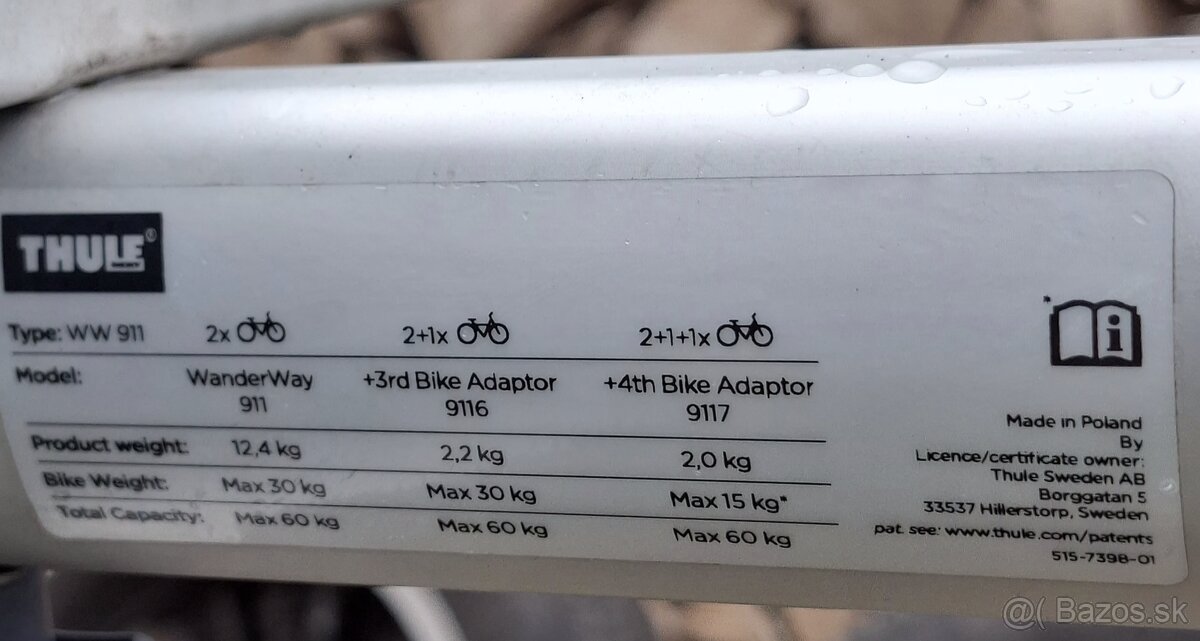 THULE®
SWEDEN
Type: WW 911 2x 2+1x 2+1+1x
Model: WanderWay 911 +3rd Bike Adaptor 9116 +4th Bike Adaptor 9117
Product weight: 12,4 kg 2,2 kg 2,0 kg
Bike Weight: Max 30 kg Max 30 kg Max 15 kg*
Total Capacity: Max 60 kg Max 60 kg Max 60 kg
*
Made in Poland
By
Licence/certificate owner:
Thule Sweden AB
Borggatan 5
33537 Hillerstorp, Sweden
pat. see: www.thule.com/patents
515-7398-01
@( Bazos.sk